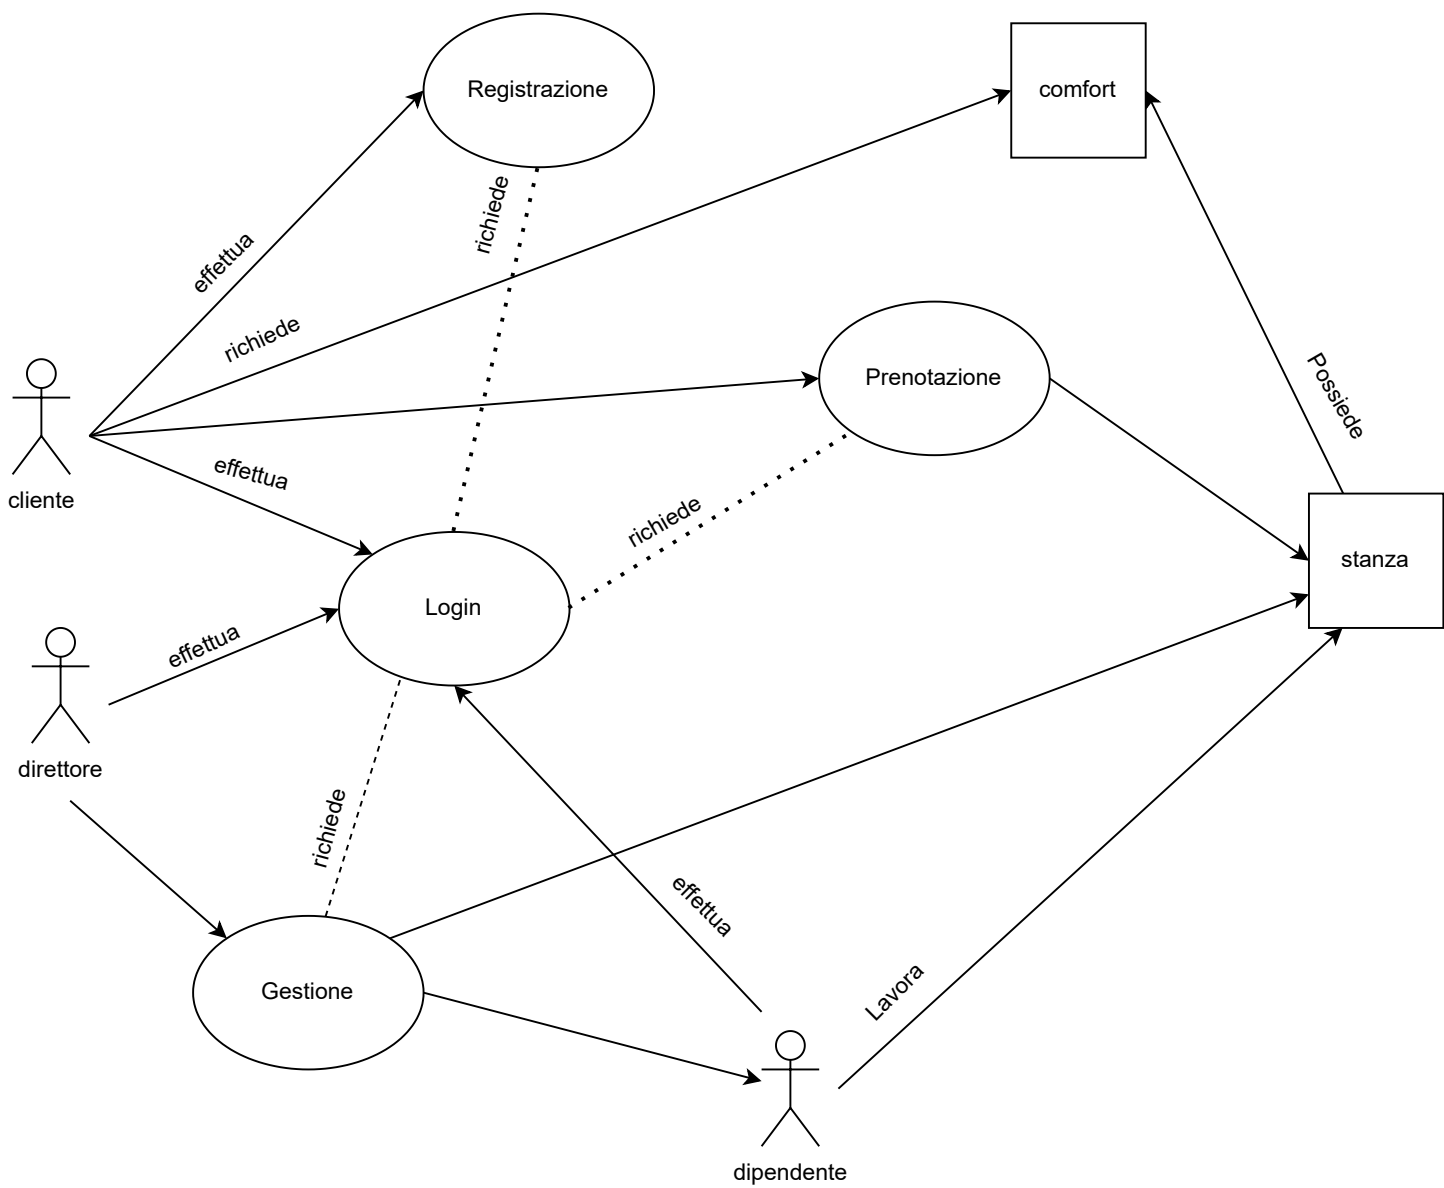 Registrazione
comfort
richiede
effettua
richiede
Prenotazione
Possiede
cliente
effettua
richiede
stanza
Login
effettua
direttore
richiede
effettua
Gestione
Lavora
dipendente